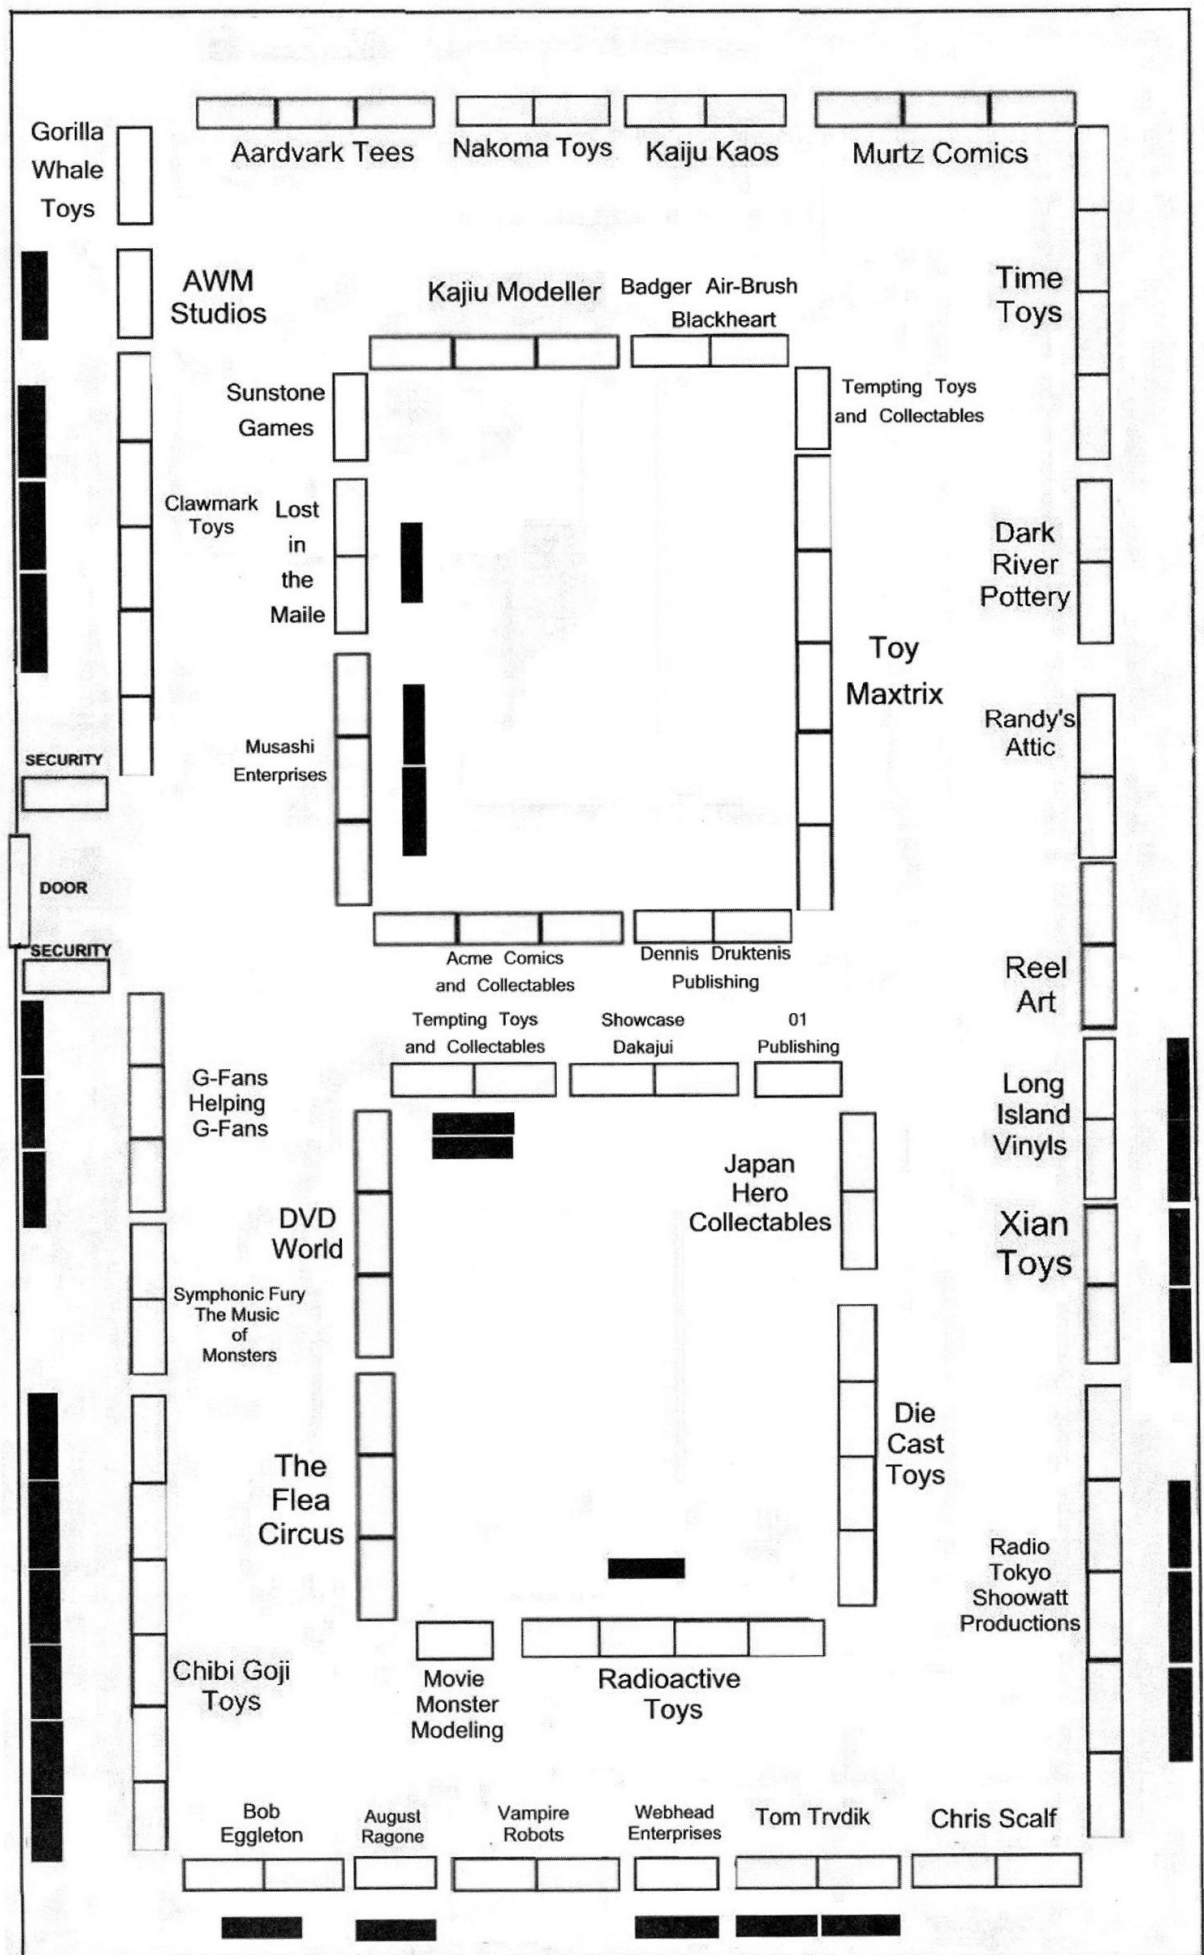 Gorilla
Whale
Toys
Aardvark Tees
Nakoma Toys
Kaiju Kaos
Murtz Comics
AWM
Studios
Kajiu Modeller
Badger Air-Brush
Blackheart
Time
Toys
Sunstone
Games
Tempting Toys
and Collectables
Clawmark
Toys
Lost
in
the
Maile
Dark
River
Pottery
Toy
Maxtrix
Randy's
Attic
Musashi
Enterprises
SECURITY
DOOR
SECURITY
Acme Comics
and Collectables
Dennis Druktenis
Publishing
Reel
Art
Tempting Toys
and Collectables
Showcase
Dakajui
01
Publishing
G-Fans
Helping
G-Fans
Long
Island
Vinyls
Japan
Hero
Collectables
DVD
World
Xian
Toys
Symphonic Fury
The Music
of
Monsters
Die
Cast
Toys
The
Flea
Circus
Radio
Tokyo
Shoowatt
Productions
Chibi Goji
Toys
Movie
Monster
Modeling
Radioactive
Toys
Bob
Eggleton
August
Ragone
Vampire
Robots
Webhead
Enterprises
Tom Trvdik
Chris Scalf